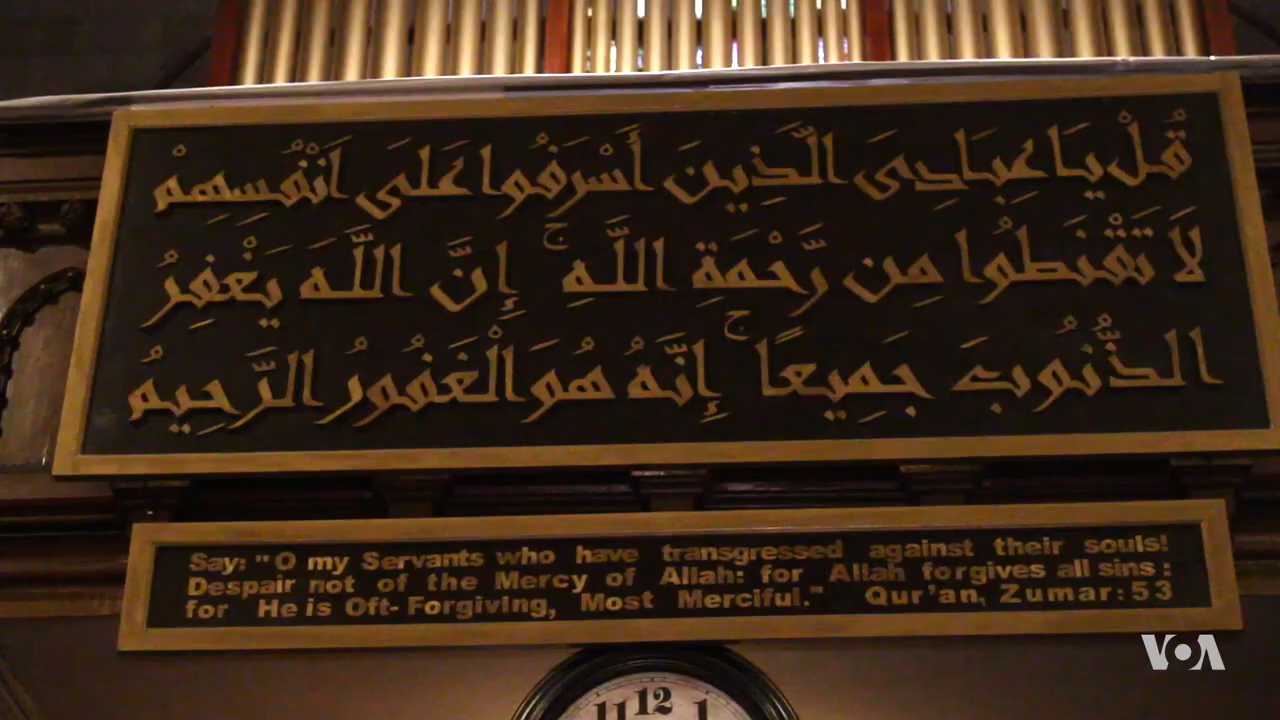 قُلْ يَا عِبَادِىَ الَّذِينَ أَسْرَفُوا عَلَى أَنْفُسِهِمْ
لَا تَقْنَطُوا مِن رَّحْمَةِ اللَّهِ ۚ إِنَّ اللَّهَ يَغْفِرُ
الذُّنُوبَ جَمِيعًا ۚ إِنَّهُ هُوَ الْغَفُورُ الرَّحِيمُ
Say: "O my Servants who have transgressed against their souls!
Despair not of the Mercy of Allah: for Allah forgives all sins:
for He is Oft-Forgiving, Most Merciful." Qur'an, Zumar:53
VOA
11 12 1